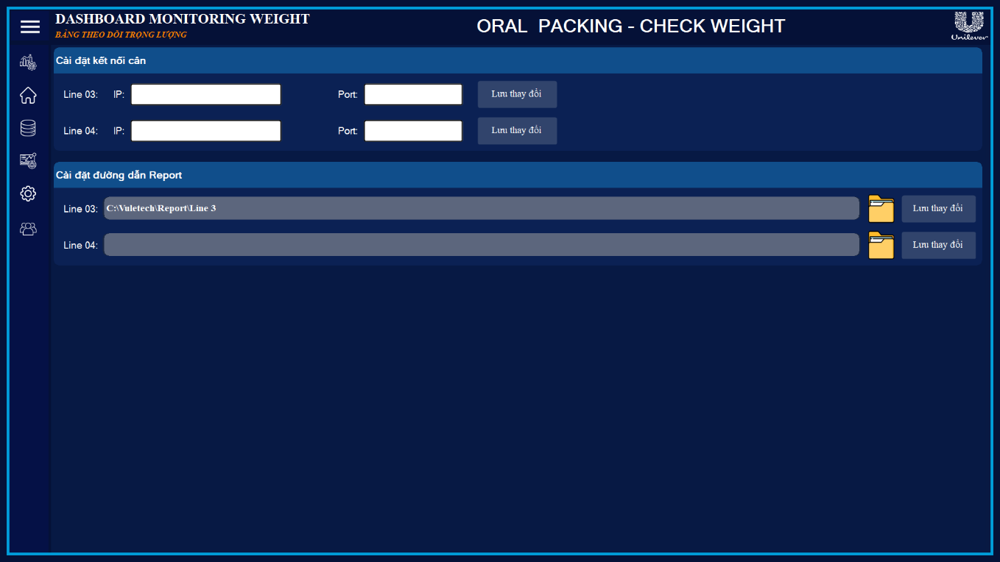 DASHBOARD MONITORING WEIGHT
BẢNG THEO DÕI TRỌNG LƯỢNG
ORAL PACKING - CHECK WEIGHT
Unilever
Cài đặt kết nối cân
Line 03: IP: Port: Lưu thay đổi
Line 04: IP: Port: Lưu thay đổi
Cài đặt đường dẫn Report
Line 03: C:\Vuletech\Report\Line 3 Lưu thay đổi
Line 04: Lưu thay đổi